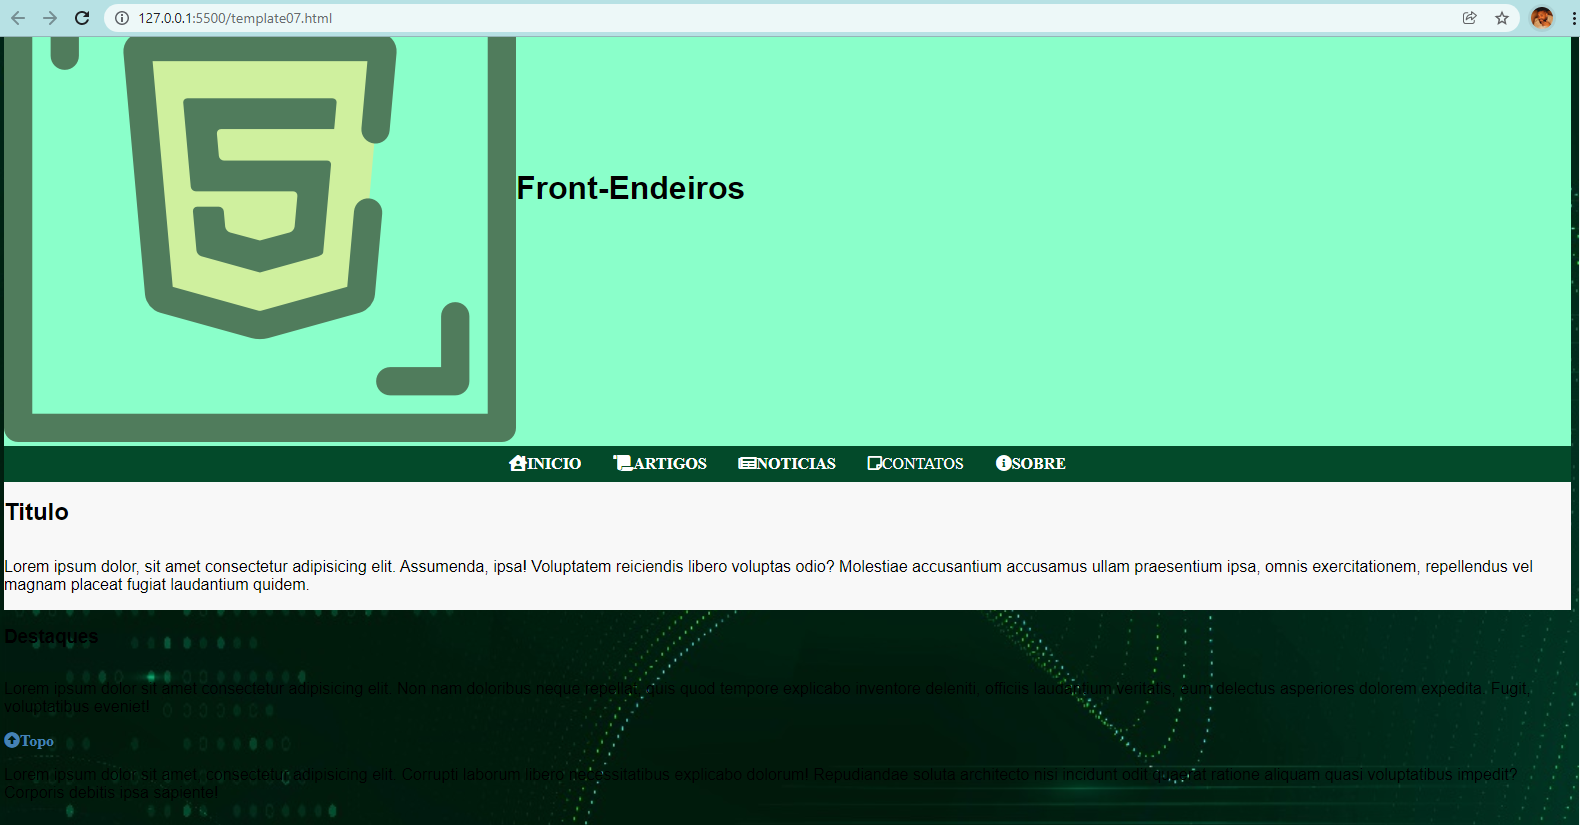 127.0.0.1:5500/template07.html
Front-Endeiros
INICIO ARTIGOS NOTICIAS CONTATOS SOBRE
Titulo
Lorem ipsum dolor, sit amet consectetur adipisicing elit. Assumenda, ipsa! Voluptatem reiciendis libero voluptas odio? Molestiae accusantium accusamus ullam praesentium ipsa, omnis exercitationem, repellendus vel
magnam placeat fugiat laudantium quidem.
Destaques
Lorem ipsum dolor sit amet consectetur adipisicing elit. Non nam doloribus neque repellat, quis quod tempore explicabo inventore deleniti, officiis laudantium veritatis, eum delectus asperiores dolorem expedita. Fugit,
voluptatibus eveniet!
Topo
Lorem ipsum dolor sit amet, consectetur adipisicing elit. Corrupti laborum libero necessitatibus explicabo dolorum! Repudiandae soluta architecto nisi incidunt odit quaerat ratione aliquam quasi voluptatibus impedit?
Corporis debitis ipsa sapiente!